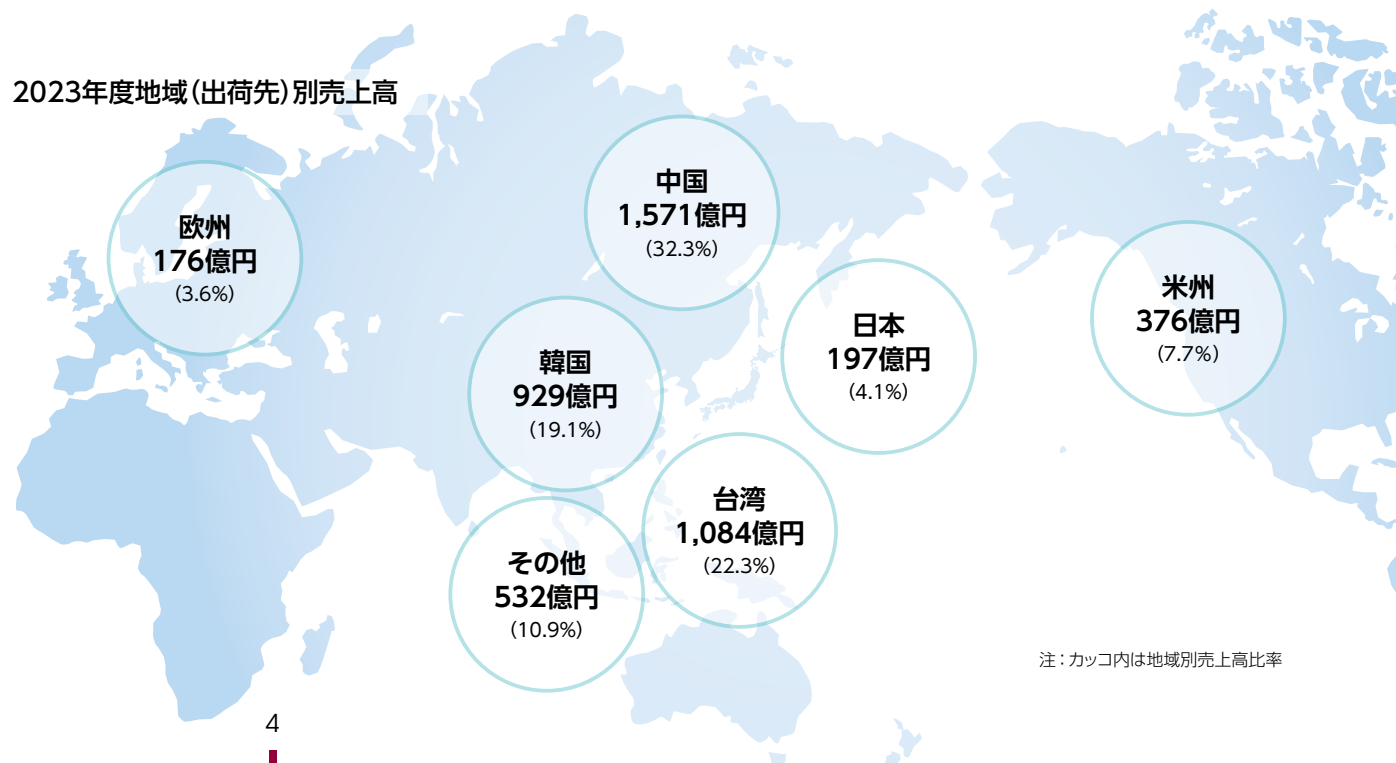 2023年度地域（出荷先）別売上高
欧州
176億円
（3.6%）
中国
1,571億円
（32.3%）
韓国
929億円
（19.1%）
日本
197億円
（4.1%）
米州
376億円
（7.7%）
台湾
1,084億円
（22.3%）
その他
532億円
（10.9%）
注：カッコ内は地域別売上高比率
4